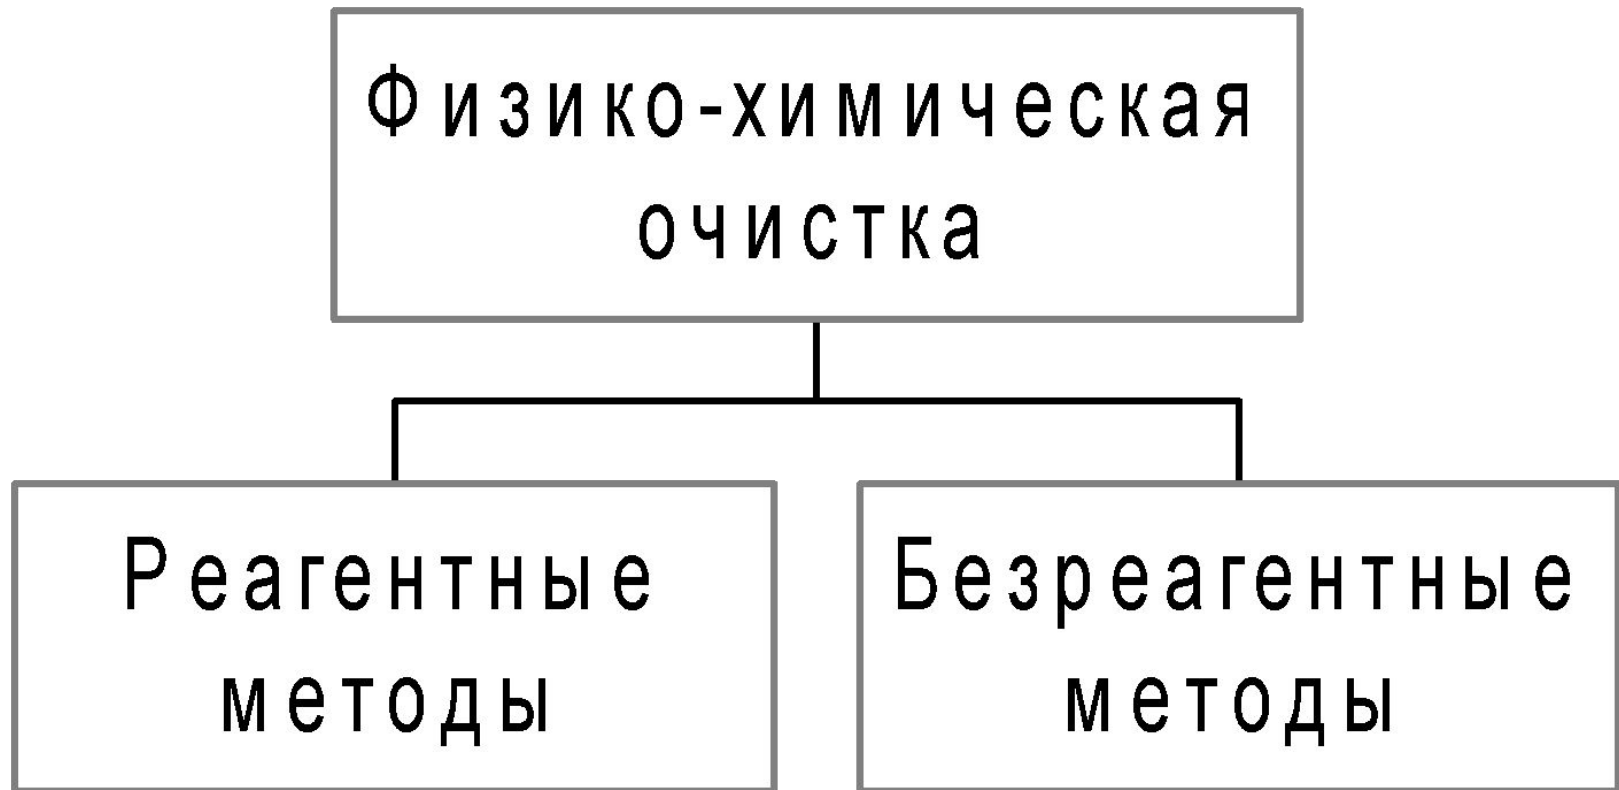 Физико-химическая
очистка
Реагентные
методы
Безреагентные
методы